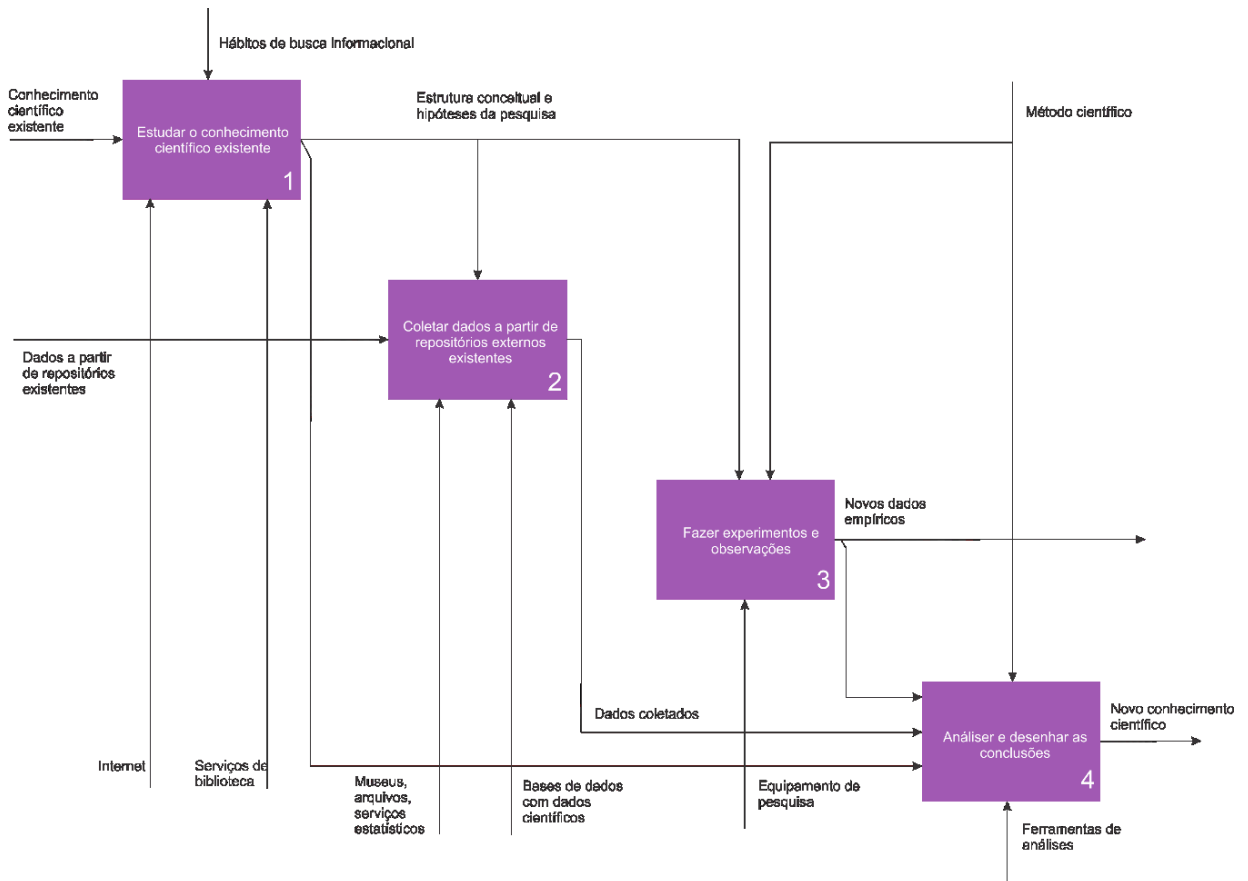 Hábitos de busca informacional
Conhecimento
científico
existente
Estudar o conhecimento
científico existente
1
Estrutura conceitual e
hipóteses da pesquisa
Método científico
Coletar dados a partir de
repositórios externos
existentes
2
Dados a partir
de repositórios
existentes
Fazer experimentos e
observações
3
Novos dados
empíricos
Dados coletados
Análiser e desenhar as
conclusões
4
Novo conhecimento
científico
Internet
Serviços de
biblioteca
Museus,
arquivos,
serviços
estatísticos
Bases de dados
com dados
científicos
Equipamento de
pesquisa
Ferramentas de
análises